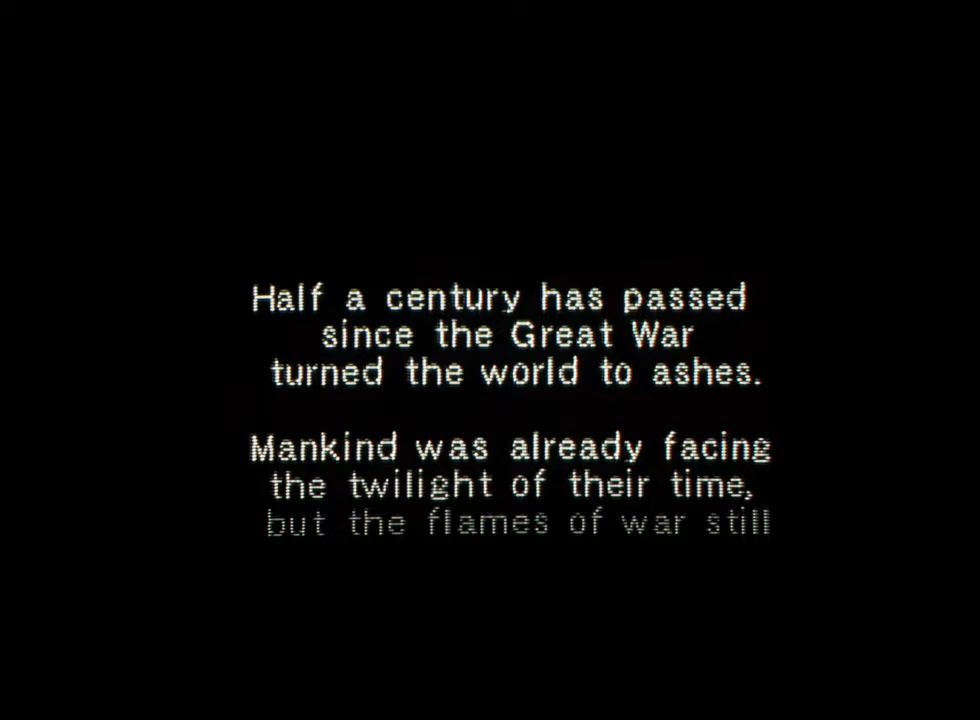 Half a century has passed
since the Great War
turned the world to ashes.
Mankind was already facing
the twilight of their time,
but the flames of war still